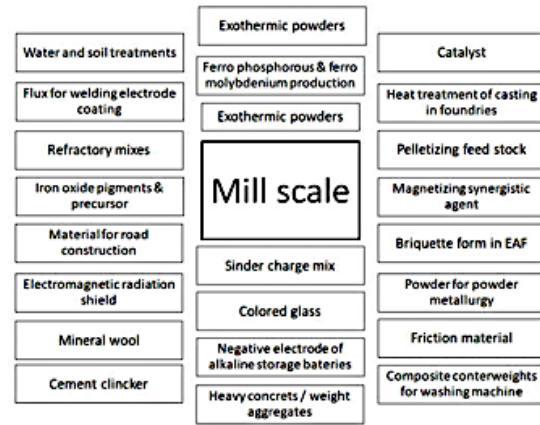 Exothermic powders
Water and soil treatments
Catalyst
Ferro phosphorous & ferro
molybdenium production
Flux for welding electrode
coating
Heat treatment of casting
in foundries
Exothermic powders
Refractory mixes
Pelletizing feed stock
Mill scale
Iron oxide pigments &
precursor
Magnetizing synergistic
agent
Material for road
construction
Briquette form in EAF
Sinder charge mix
Electromagnetic radiation
shield
Powder for powder
metallurgy
Colored glass
Mineral wool
Friction material
Negative electrode of
alkaline storage bateries
Cement clincker
Composite conterweights
for washing machine
Heavy concrets / weight
aggregates